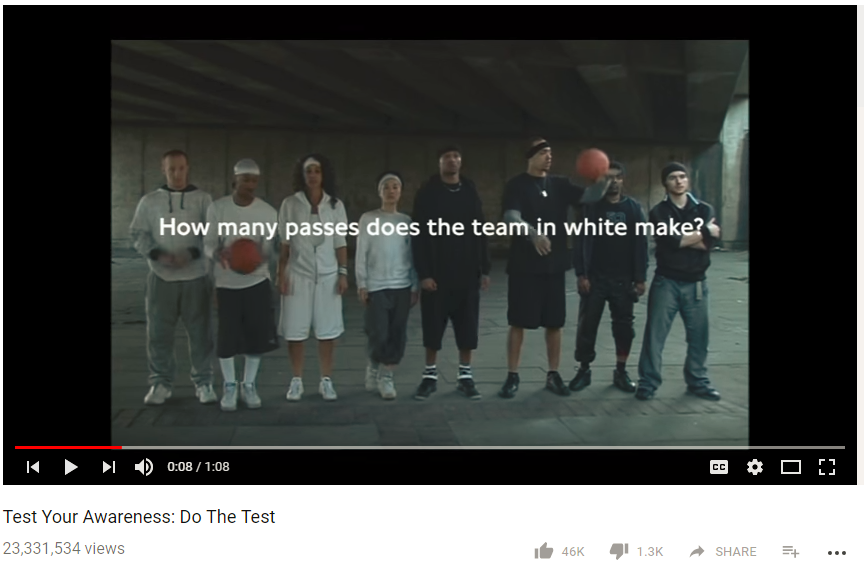 How many passes does the team in white make?
0:08 / 1:08
CC
Test Your Awareness: Do The Test
23,331,534 views
46K
1.3K
SHARE